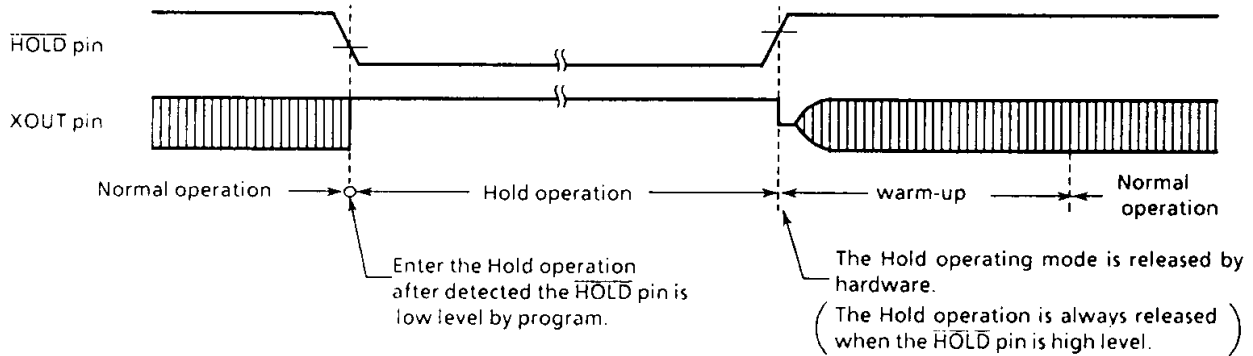 HOLD pin
XOUT pin
Normal operation
Hold operation
warm-up
Normal
operation
Enter the Hold operation
after detected the HOLD pin is
low level by program.
The Hold operating mode is released by
hardware.
(The Hold operation is always released
when the HOLD pin is high level.)